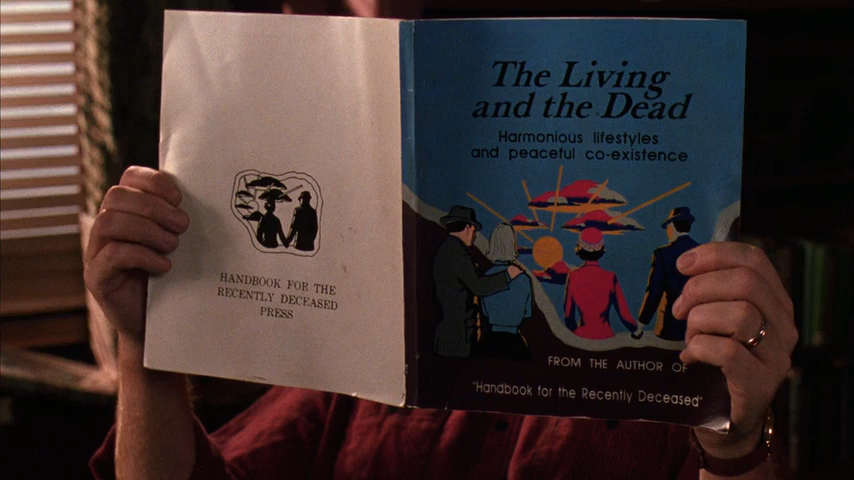 HANDBOOK FOR THE
RECENTLY DECEASED
PRESS
The Living
and the Dead
Harmonious lifestyles
and peaceful co-existence
FROM THE AUTHOR OF
"Handbook for the Recently Deceased"